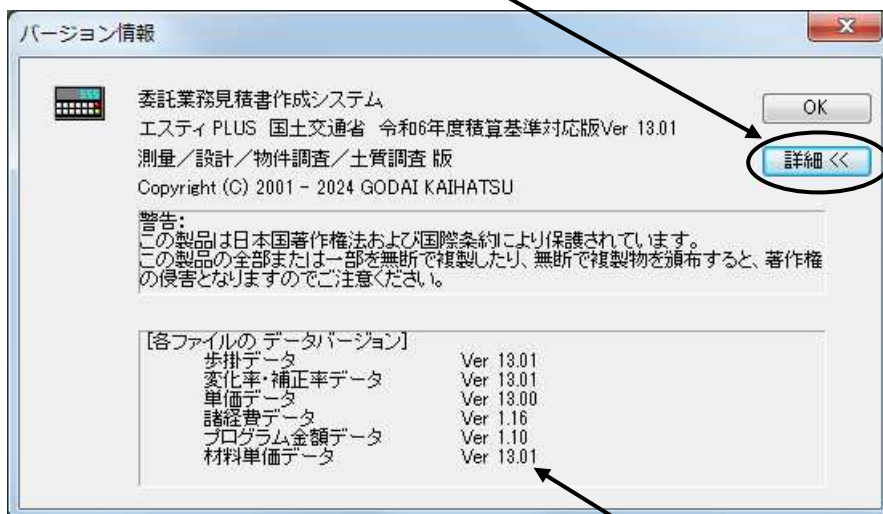 バージョン情報
委託業務見積書作成システム
OK
エスティ PLUS 国土交通省 令和6年度積算基準対応版Ver 13.01
測量／設計／物件調査／土質調査 版
詳細 <<
Copyright (C) 2001 - 2024 GODAI KAIHATSU
警告：
この製品は日本国著作権法および国際条約により保護されています。
この製品の全部または一部を無断で複製したり、無断で複製物を頒布すると、著作権
の侵害となりますのでご注意ください。
[各ファイルの データバージョン]
歩掛データ Ver 13.01
変化率・補正率データ Ver 13.01
単価データ Ver 13.00
諸経費データ Ver 1.16
プログラム金額データ Ver 1.10
材料単価データ Ver 13.01